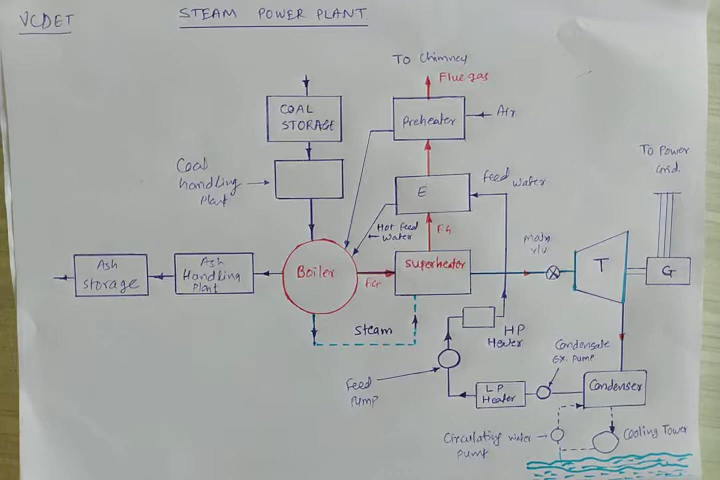 VCDET
STEAM POWER PLANT
To Chimney
Flue gas
COAL
STORAGE
Preheater
Air
Coal
handling
Plant
E
Feed
Water
To Power
Grid.
Hot Feed
Water
FG
Main
vlv
Ash
Storage
Ash
Handling
Plant
Boiler
FG
Superheater
T
G
Steam
HP
Heater
Condensate
Ex. Pump
Feed
Pump
LP
Heater
Condenser
Circulating water
Pump
Cooling Tower